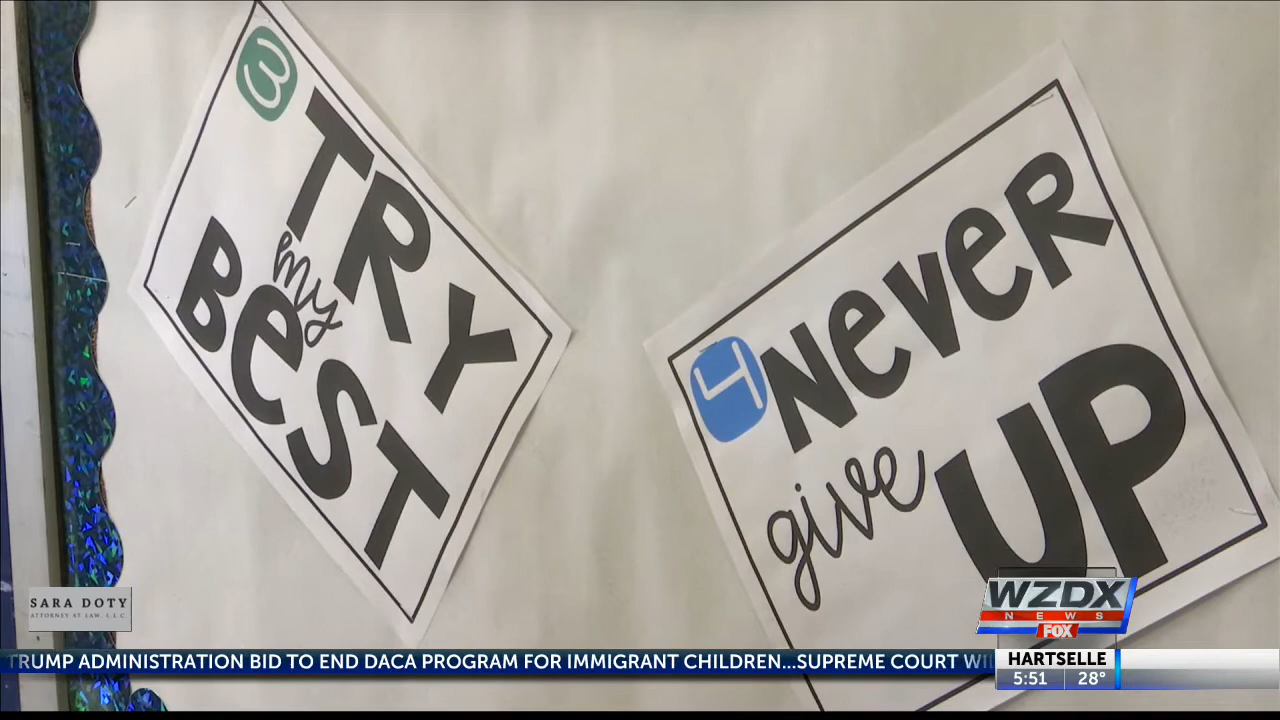 3
TRY
my
BeST
4
Never
give
UP
SARA DOTY
ATTORNEY AT LAW, L.L.C.
WZDX
NEWS
FOX
TRUMP ADMINISTRATION BID TO END DACA PROGRAM FOR IMMIGRANT CHILDREN...SUPREME COURT WI
HARTSELLE
5:51 28°